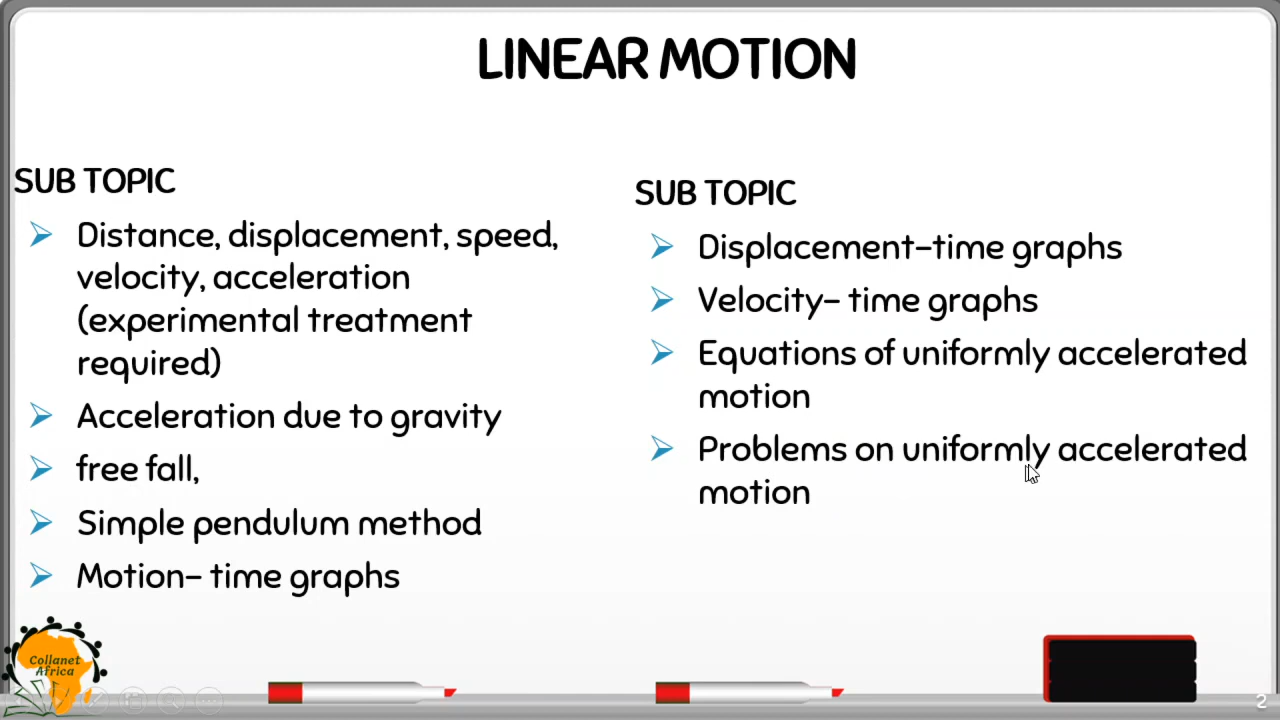 LINEAR MOTION
SUB TOPIC
Distance, displacement, speed,
velocity, acceleration
(experimental treatment
required)
Acceleration due to gravity
free fall,
Simple pendulum method
Motion– time graphs
SUB TOPIC
Displacement–time graphs
Velocity– time graphs
Equations of uniformly accelerated
motion
Problems on uniformly accelerated
motion
Collanet
Africa
2